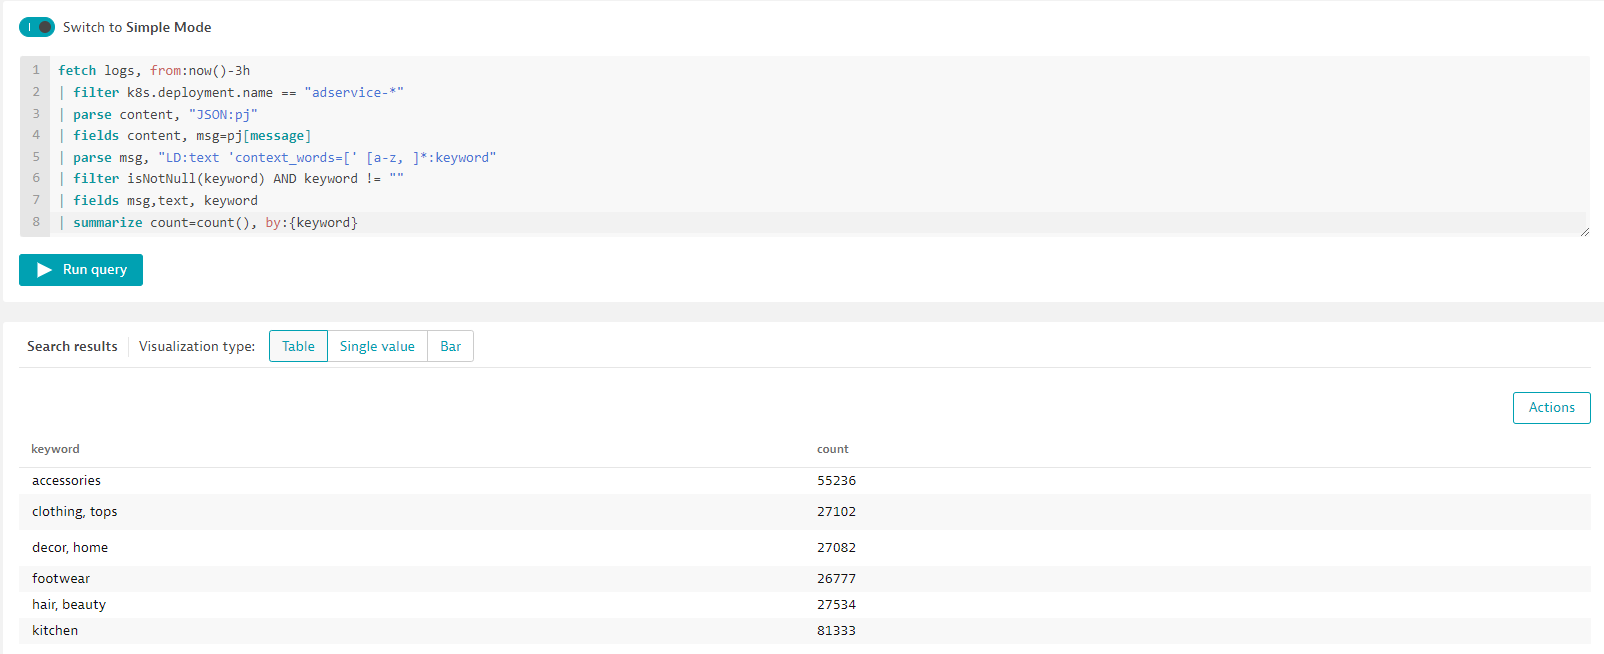 Switch to Simple Mode
1 fetch logs, from:now()-3h
2 | filter k8s.deployment.name == "adservice-*"
3 | parse content, "JSON:pj"
4 | fields content, msg=pj[message]
5 | parse msg, "LD:text 'context_words=[' [a-z, ]*:keyword"
6 | filter isNotNull(keyword) AND keyword != ""
7 | fields msg,text, keyword
8 | summarize count=count(), by:{keyword}
Run query
Search results Visualization type: Table Single value Bar
Actions
keyword count
accessories 55236
clothing, tops 27102
decor, home 27082
footwear 26777
hair, beauty 27534
kitchen 81333